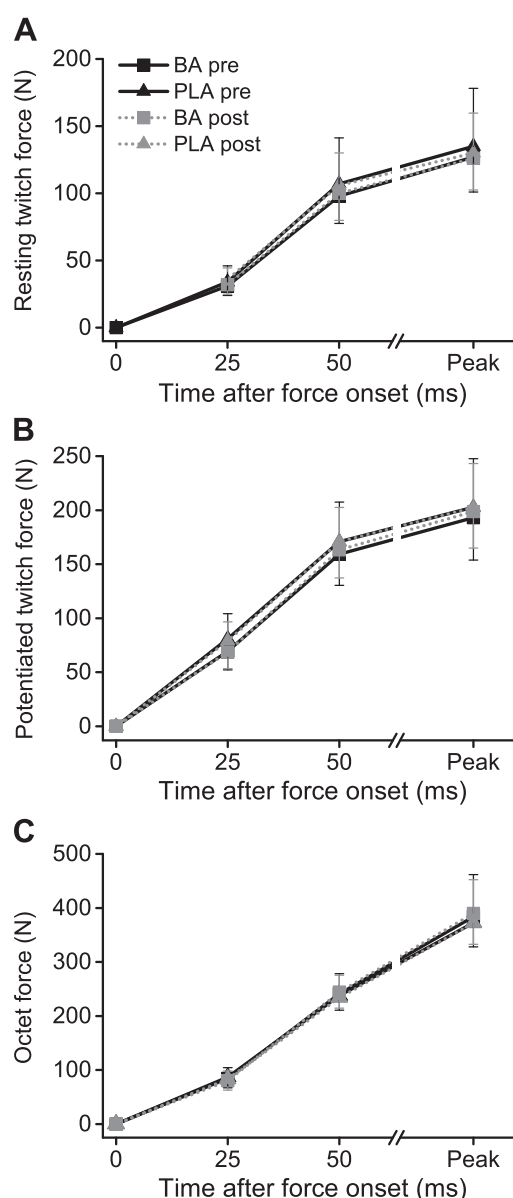 A
Resting twitch force (N)
200
150
100
50
0
BA pre
PLA pre
BA post
PLA post
0 25 50 Peak
Time after force onset (ms)
B
Potentiated twitch force (N)
250
200
150
100
50
0
0 25 50 Peak
Time after force onset (ms)
C
Octet force (N)
500
400
300
200
100
0
0 25 50 Peak
Time after force onset (ms)